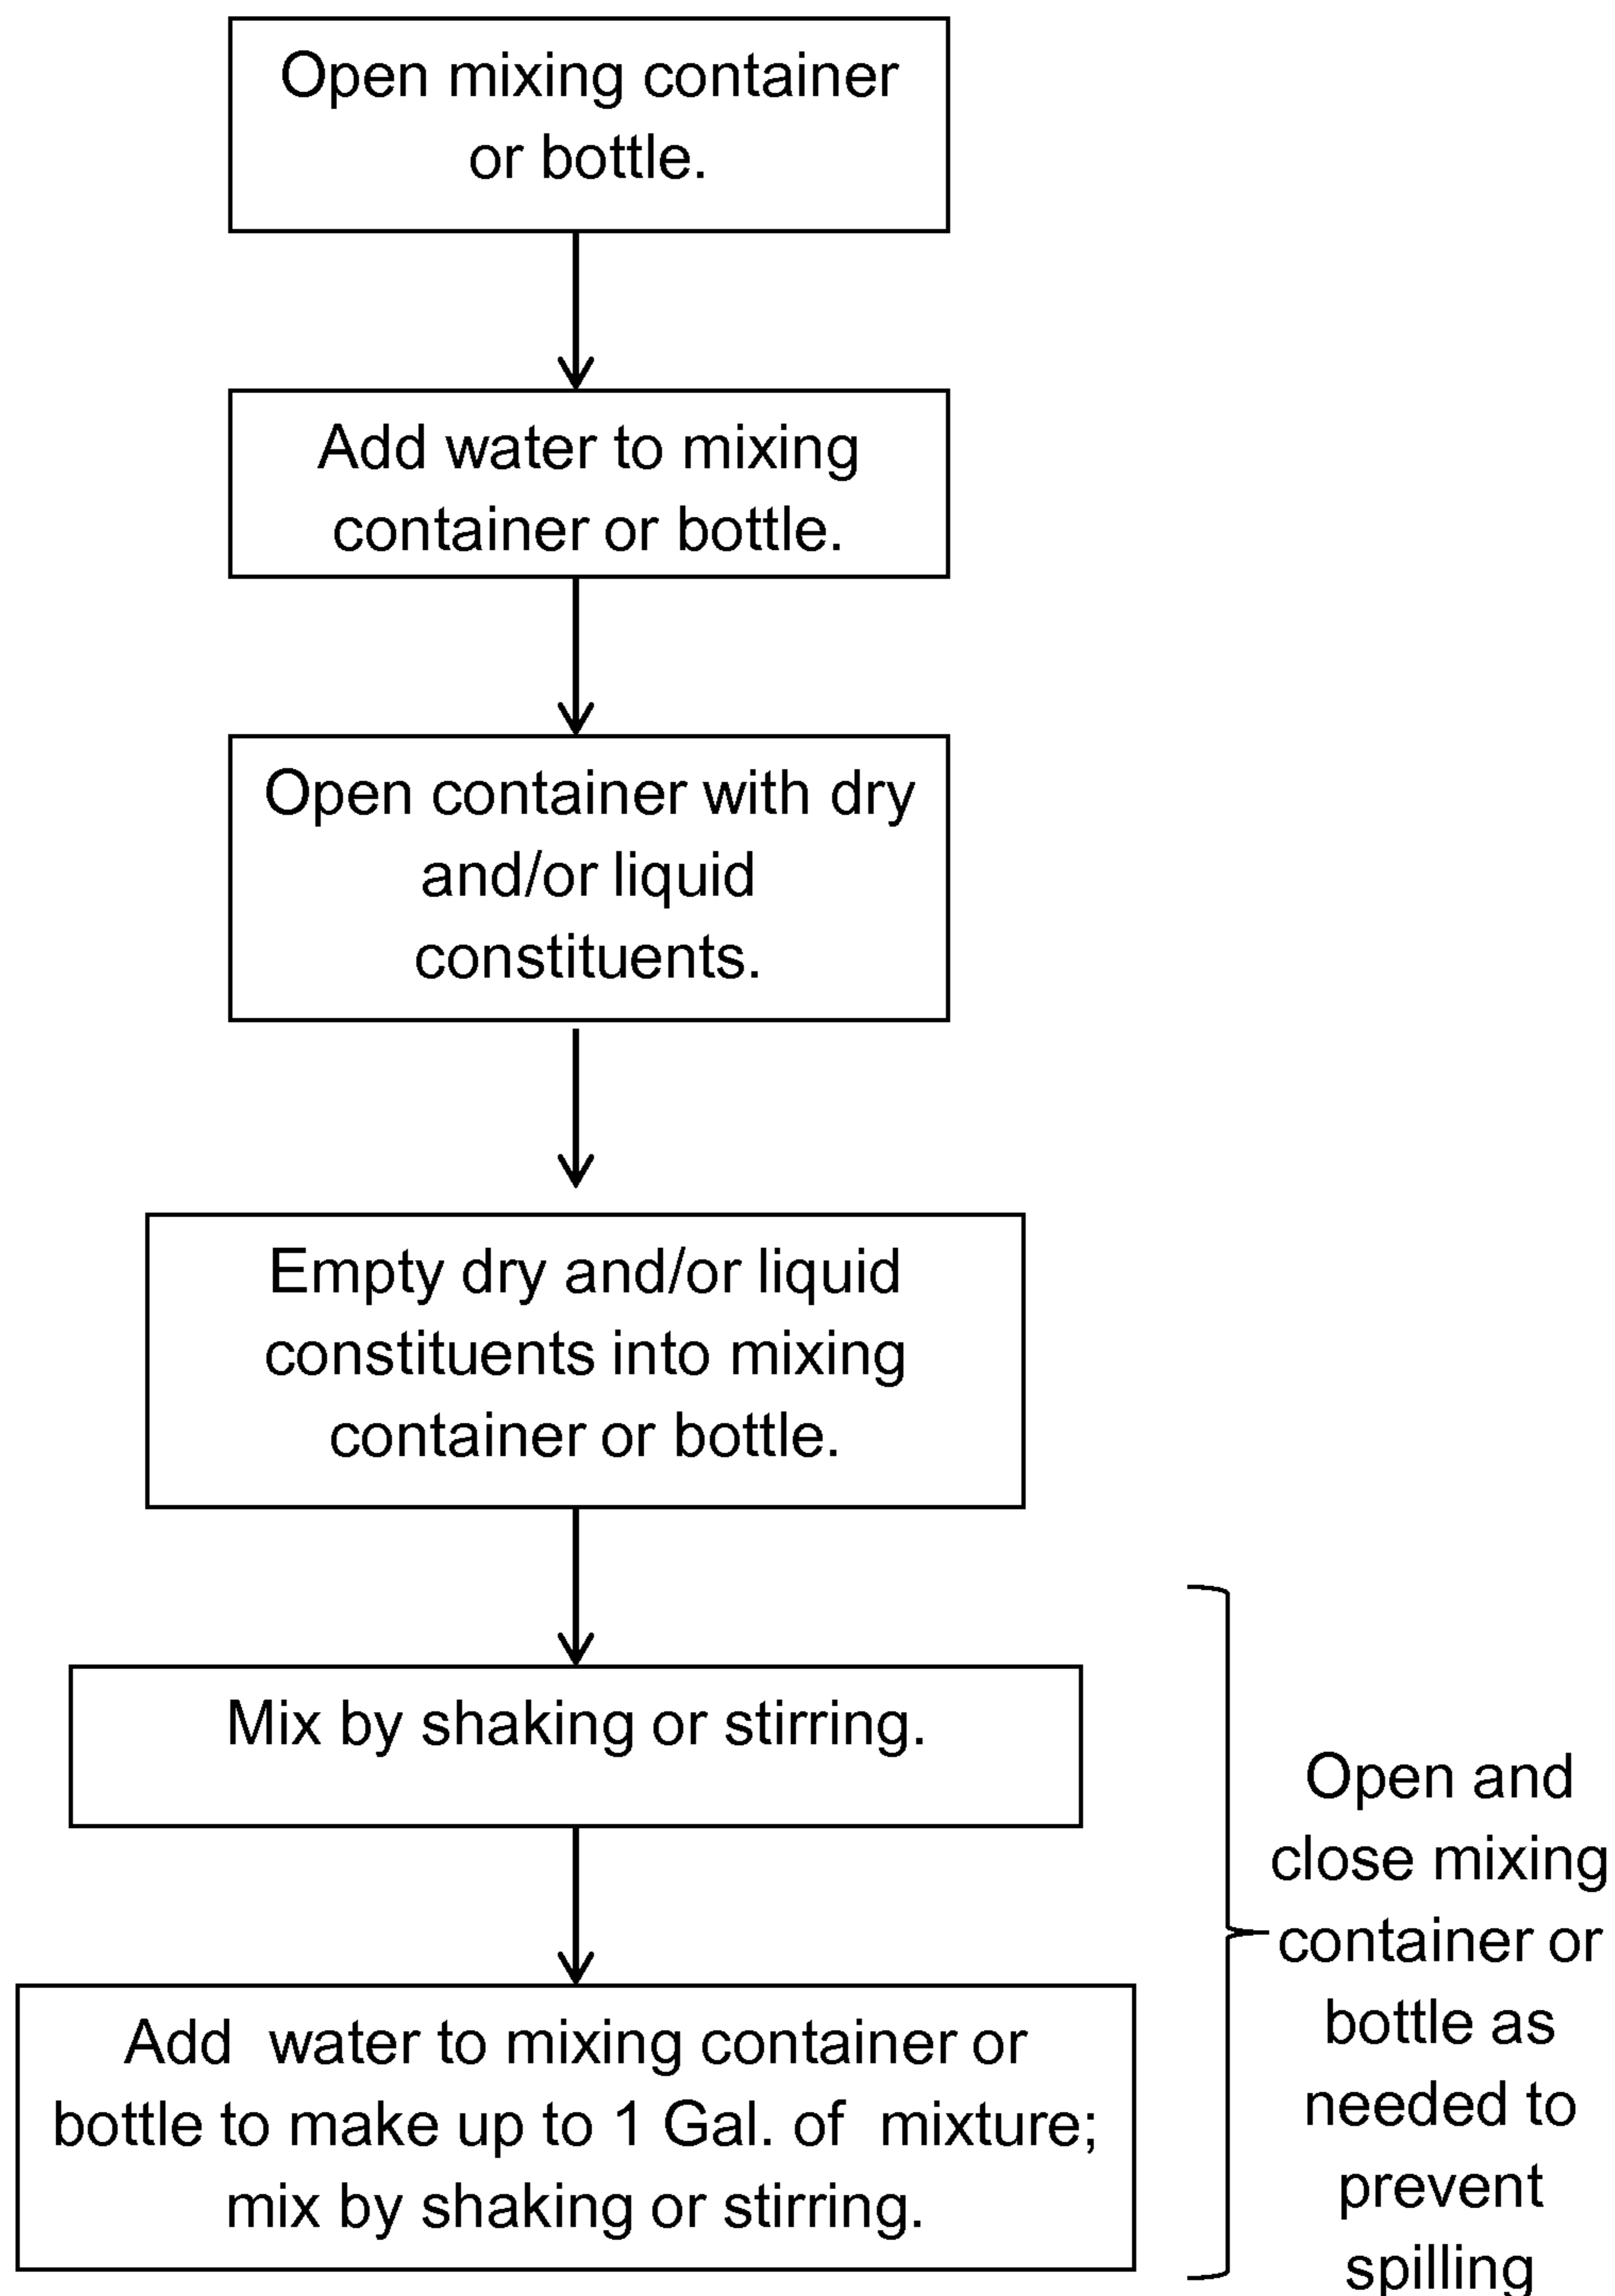 Open mixing container
or bottle.
Add water to mixing
container or bottle.
Open container with dry
and/or liquid
constituents.
Empty dry and/or liquid
constituents into mixing
container or bottle.
Mix by shaking or stirring.
Add water to mixing container or
bottle to make up to 1 Gal. of mixture;
mix by shaking or stirring.
Open and
close mixing
container or
bottle as
needed to
prevent
spilling